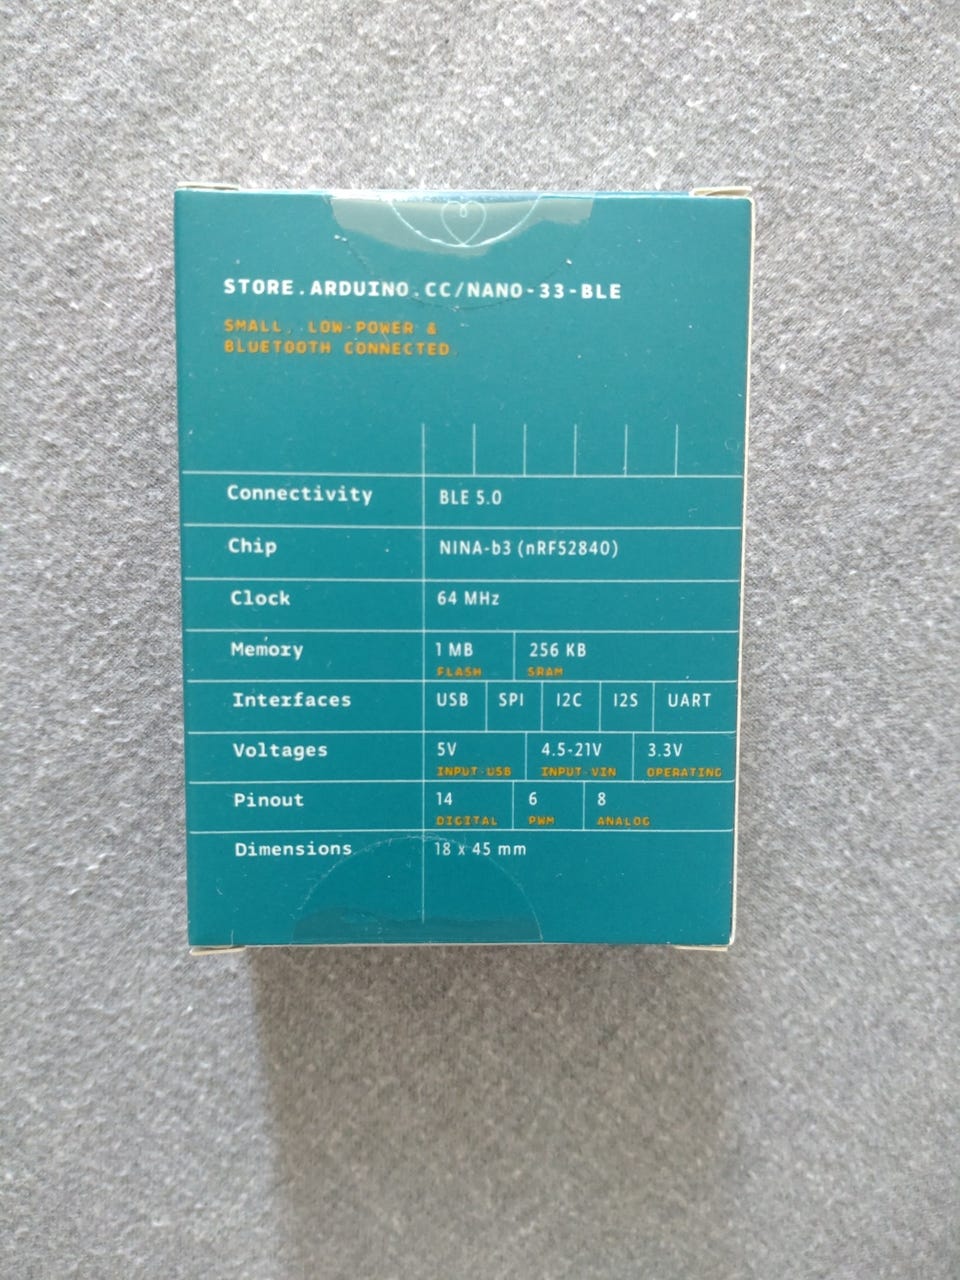 STORE.ARDUINO.CC/NANO-33-BLE
SMALL, LOW-POWER &
BLUETOOTH CONNECTED.
Connectivity BLE 5.0
Chip NINA-b3 (nRF52840)
Clock 64 MHz
Memory 1 MB 256 KB
FLASH SRAM
Interfaces USB SPI I2C I2S UART
Voltages 5V 4.5-21V 3.3V
INPUT-USB INPUT-VIN OPERATING
Pinout 14 6 8
DIGITAL PWM ANALOG
Dimensions 18 x 45 mm